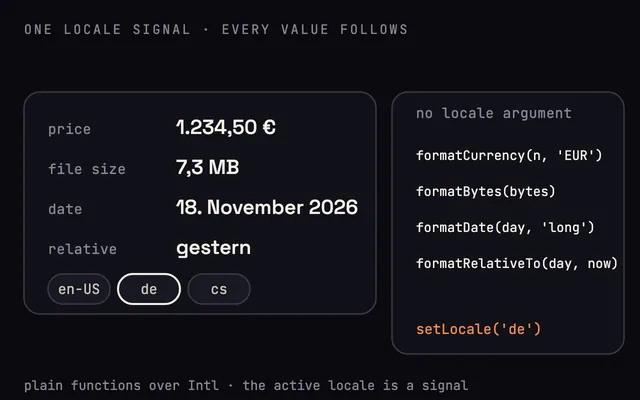 ONE LOCALE SIGNAL · EVERY VALUE FOLLOWS
price 1.234,50 €
file size 7,3 MB
date 18. November 2026
relative gestern
en-US de cs
no locale argument
formatCurrency(n, 'EUR')
formatBytes(bytes)
formatDate(day, 'long')
formatRelativeTo(day, now)
setLocale('de')
plain functions over Intl · the active locale is a signal